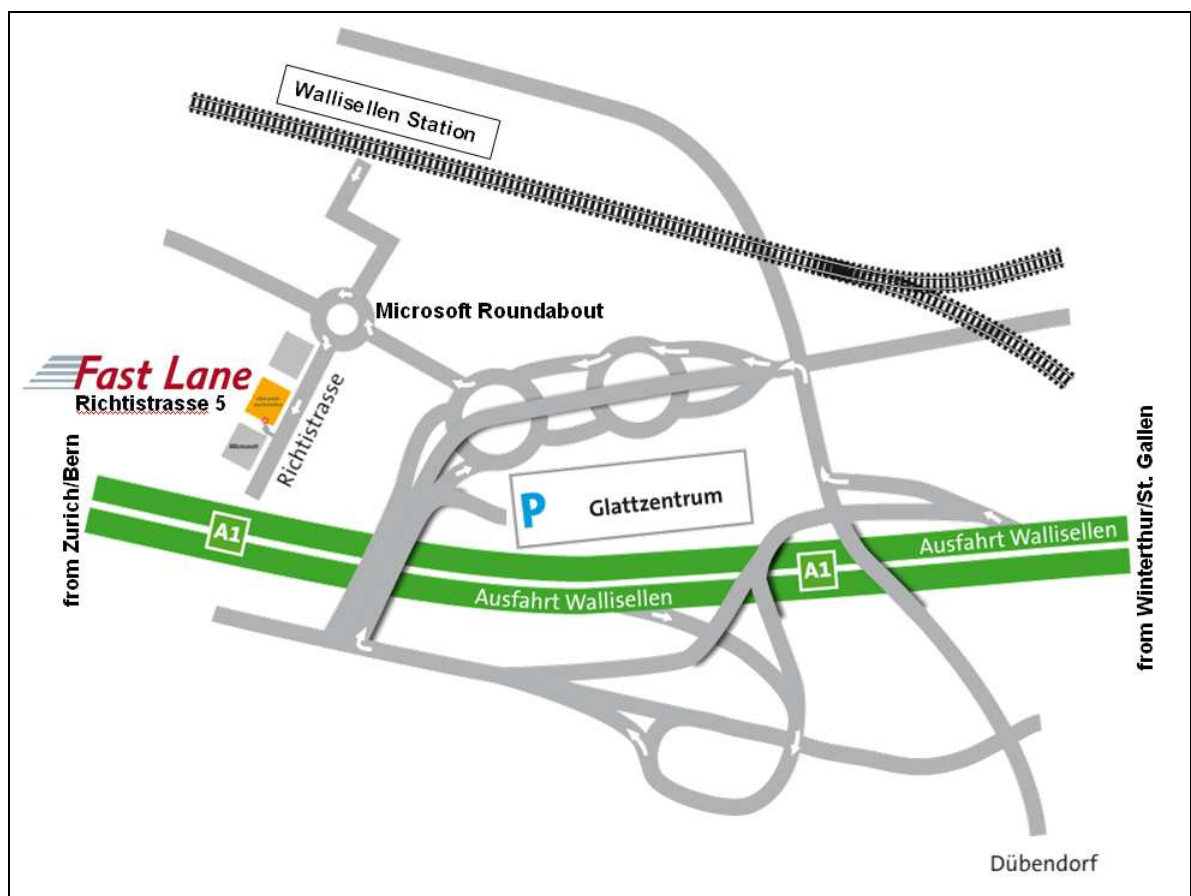 Wallisellen Station
Microsoft Roundabout
Fast Lane
Richtistrasse 5
Microsoft
Richtistrasse
from Zurich/Bern
A1
P
Glattzentrum
Ausfahrt Wallisellen
A1
Ausfahrt Wallisellen
from Winterthur/St. Gallen
Dübendorf